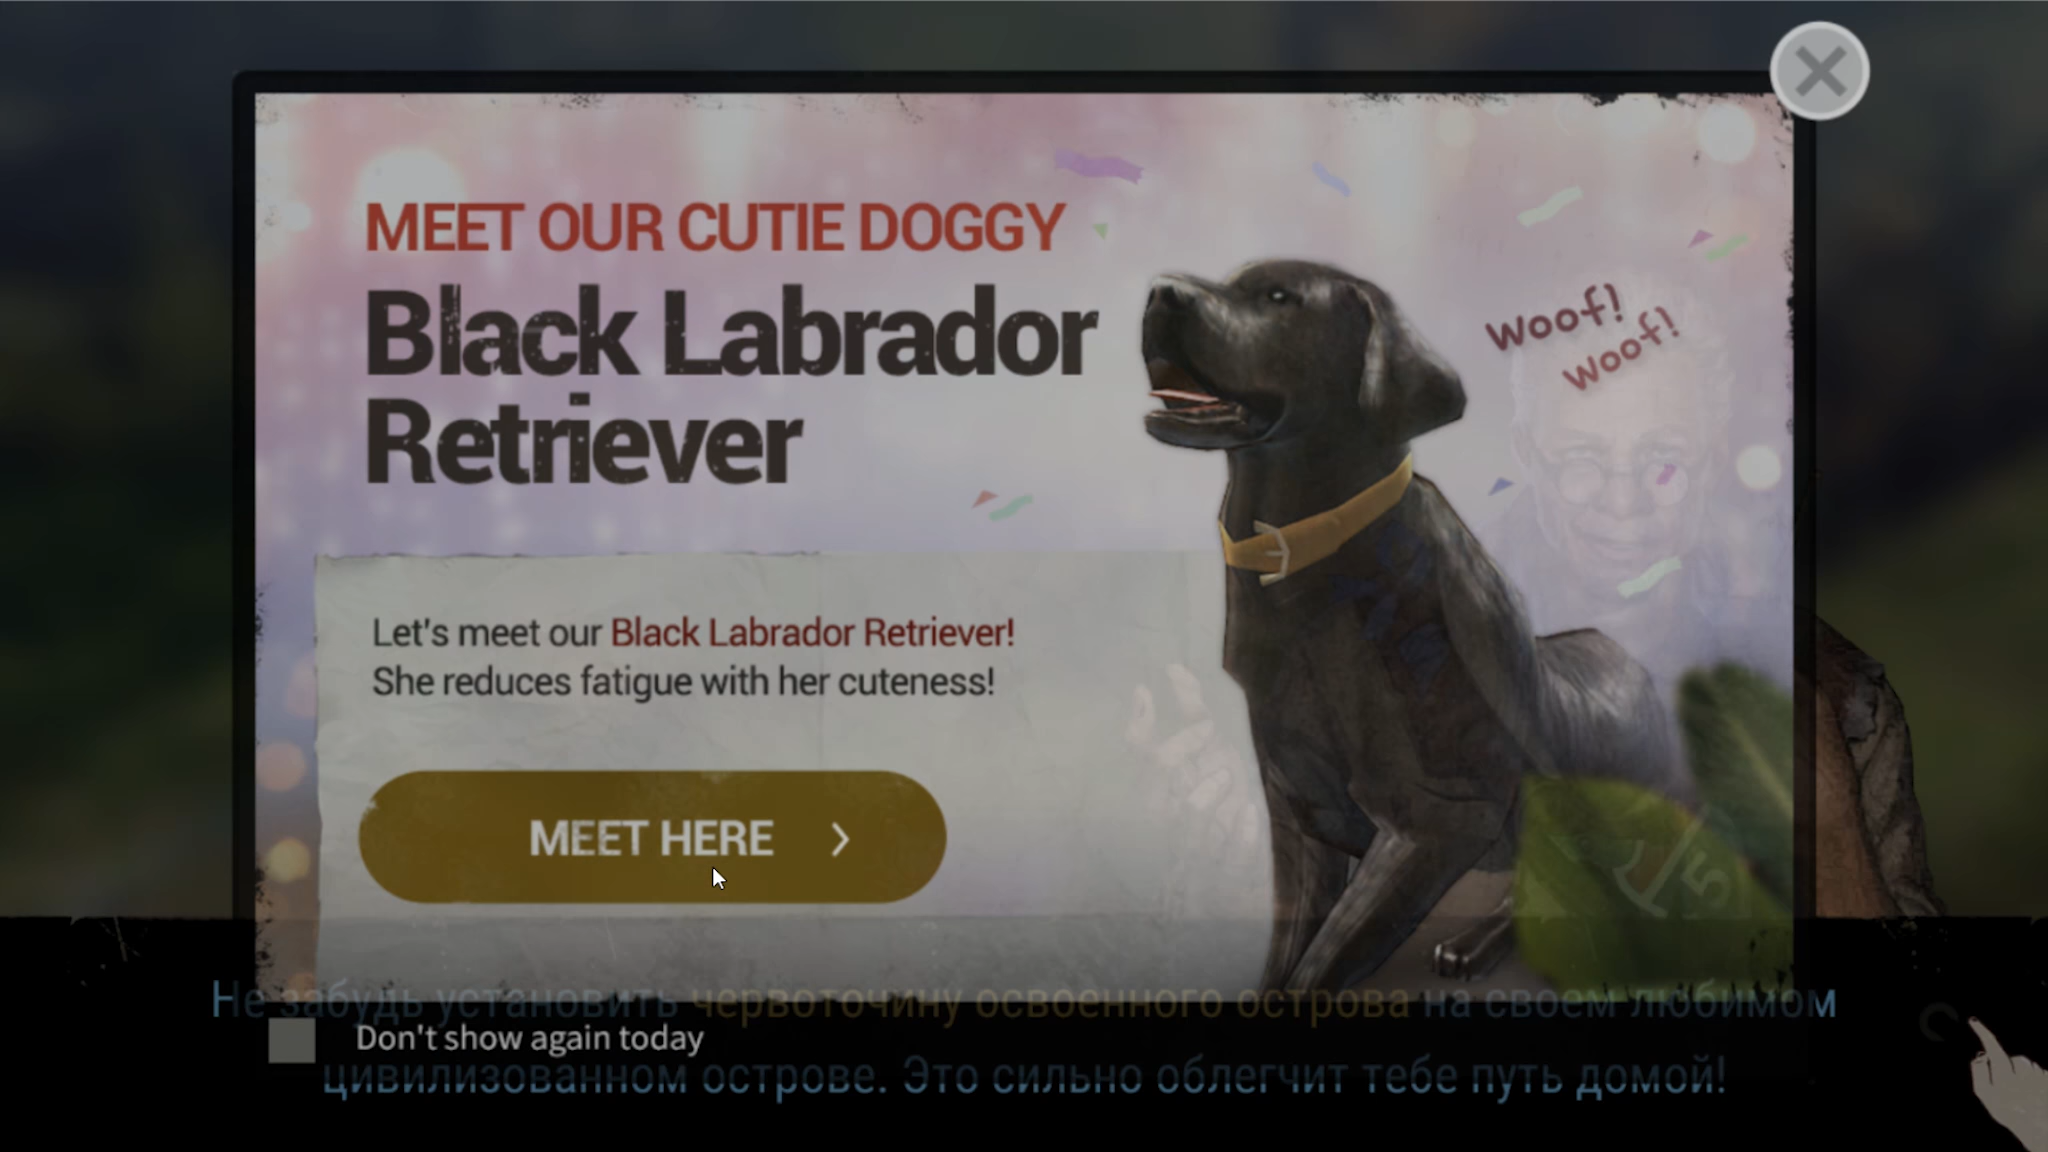 MEET OUR CUTIE DOGGY
Black Labrador
Retriever
Woof!
Woof!
Let's meet our Black Labrador Retriever!
She reduces fatigue with her cuteness!
MEET HERE
Не забудь установить червоточину освоенного острова на своем любимом
Don't show again today
цивилизованном острове. Это сильно облегчит тебе путь домой!